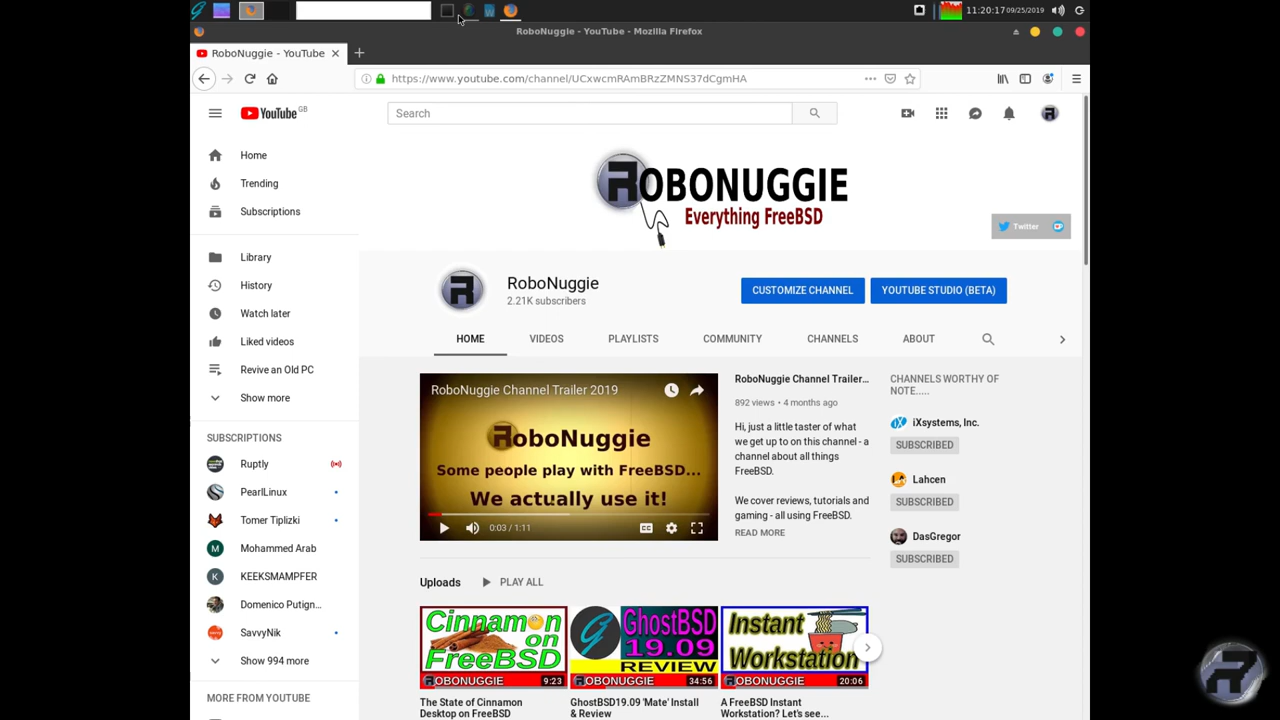 11:20:17 09/25/2019
RoboNuggie - YouTube - Mozilla Firefox
RoboNuggie - YouTube
https://www.youtube.com/channel/UCxwcmRAmBRzZMNS37dCgmHA
YouTube GB
Search
Home
Trending
Subscriptions
Library
History
Watch later
Liked videos
Revive an Old PC
Show more
SUBSCRIPTIONS
Ruptly
PearlLinux
Tomer Tiplizki
Mohammed Arab
KEEKSMAMPFER
Domenico Putign...
SavvyNik
Show 994 more
MORE FROM YOUTUBE
ROBONUGGIE
Everything FreeBSD
Twitter
RoboNuggie
2.21K subscribers
CUSTOMIZE CHANNEL
YOUTUBE STUDIO (BETA)
HOME VIDEOS PLAYLISTS COMMUNITY CHANNELS ABOUT
RoboNuggie Channel Trailer 2019
RoboNuggie
Some people play with FreeBSD...
We actually use it!
0:03 / 1:11
RoboNuggie Channel Trailer...
892 views • 4 months ago
Hi, just a little taster of what
we get up to on this channel - a
channel about all things
FreeBSD.
We cover reviews, tutorials and
gaming - all using FreeBSD.
READ MORE
CHANNELS WORTHY OF
NOTE.....
iXsystems, Inc.
SUBSCRIBED
Lahcen
SUBSCRIBED
DasGregor
SUBSCRIBED
Uploads
PLAY ALL
Cinnamon
on
FreeBSD
ROBONUGGIE
9:23
The State of Cinnamon
Desktop on FreeBSD
GhostBSD
19.09
REVIEW
ROBONUGGIE
34:56
GhostBSD19.09 'Mate' Install
& Review
Instant
Workstation
ROBONUGGIE
20:06
A FreeBSD Instant
Workstation? Let's see...